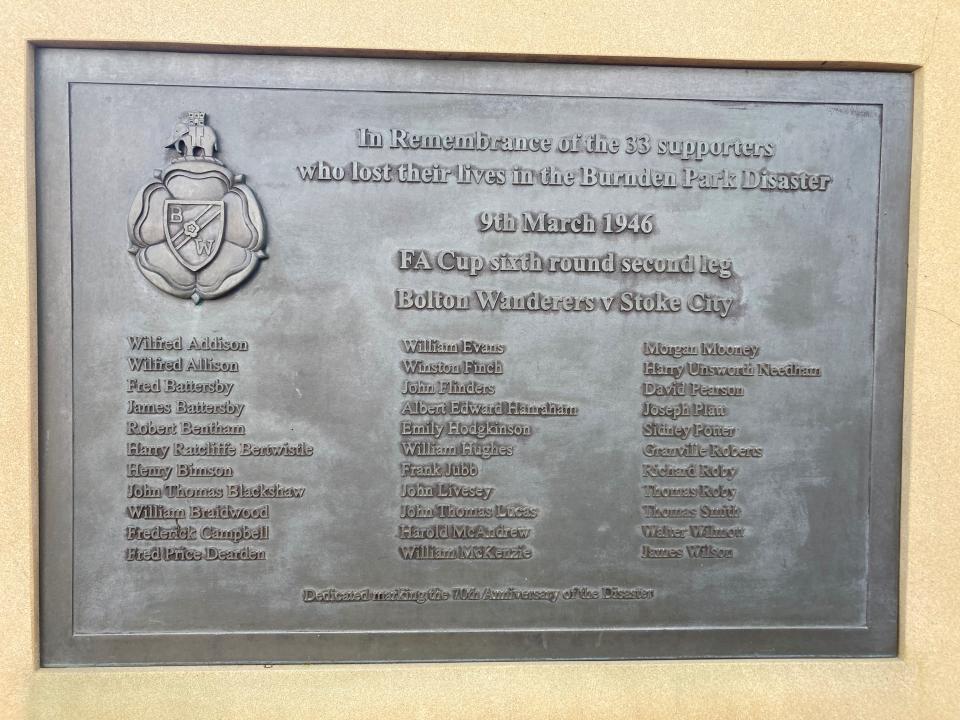 In Remembrance of the 33 supporters
who lost their lives in the Burnden Park Disaster
9th March 1946
FA Cup sixth round second leg
Bolton Wanderers v Stoke City
B
W
Wilfred Addison
Wilfred Allison
Fred Battersby
James Battersby
Robert Bentham
Harry Ratcliffe Bertwistle
Henry Bimson
John Thomas Blackshaw
William Braidwood
Frederick Campbell
Fred Price Dearden
William Evans
Winston Finch
John Flinders
Albert Edward Hanraham
Emily Hodgkinson
William Hughes
Frank Jubb
John Livesey
John Thomas Lucas
Harold McAndrew
William McKenzie
Morgan Mooney
Harry Unsworth Needham
David Pearson
Joseph Platt
Sidney Potter
Granville Roberts
Richard Roby
Thomas Roby
Thomas Smith
Walter Wilmott
James Wilson
Dedicated marking the 70th Anniversary of the Disaster